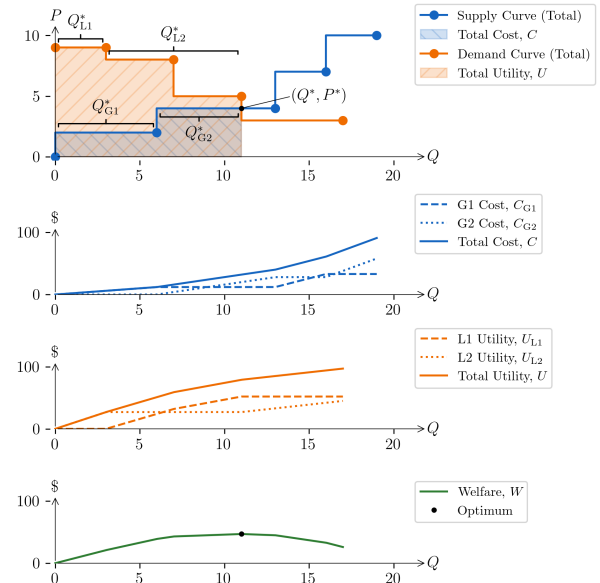 P
Q*L1
Q*L2
10
5
0
Q*G1
Q*G2
(Q*, P*)
Q
0
5
10
15
20
Supply Curve (Total)
Total Cost, C
Demand Curve (Total)
Total Utility, U
$
100
0
Q
0
5
10
15
20
G1 Cost, CG1
G2 Cost, CG2
Total Cost, C
$
100
0
Q
0
5
10
15
20
L1 Utility, UL1
L2 Utility, UL2
Total Utility, U
$
100
0
Q
0
5
10
15
20
Welfare, W
Optimum